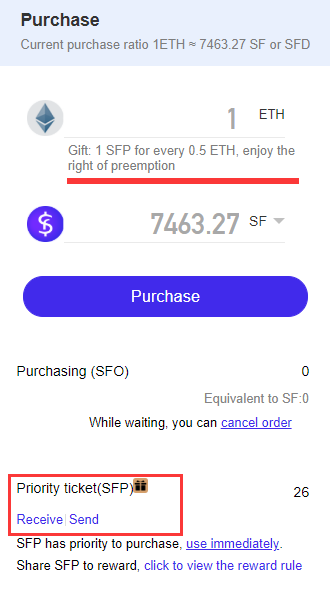 Purchase
Current purchase ratio 1ETH ≈ 7463.27 SF or SFD
1 ETH
Gift: 1 SFP for every 0.5 ETH, enjoy the
right of preemption
7463.27 SF
Purchase
Purchasing (SFO) 0
Equivalent to SF:0
While waiting, you can cancel order
Priority ticket(SFP) 26
Receive|Send
SFP has priority to purchase, use immediately.
Share SFP to reward, click to view the reward rule